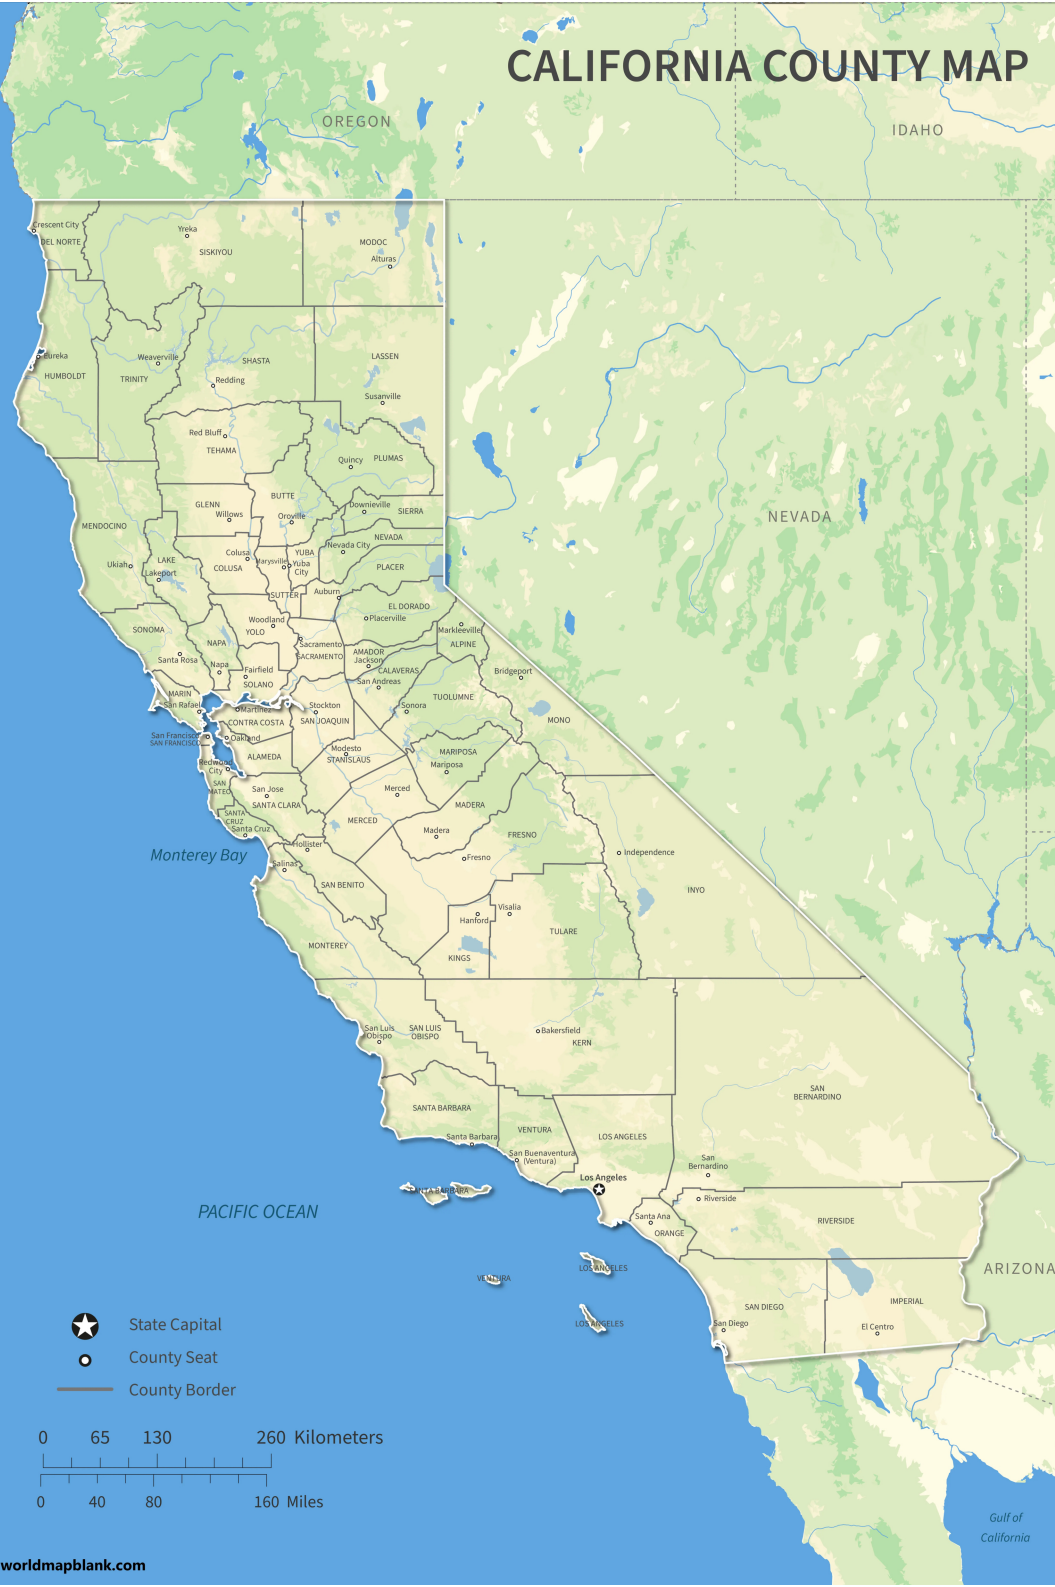 CALIFORNIA COUNTY MAP
OREGON
IDAHO
Crescent City
DEL NORTE
Yreka
SISKIYOU
MODOC
Alturas
Eureka
HUMBOLDT
Weaverville
TRINITY
SHASTA
Redding
LASSEN
Susanville
Red Bluff
TEHAMA
Quincy
PLUMAS
NEVADA
GLENN
Willows
BUTTE
Oroville
Downieville
SIERRA
MENDOCINO
Ukiah
LAKE
Lakeport
Colusa
COLUSA
Marysville
YUBA
Yuba
City
Nevada City
NEVADA
PLACER
SUTTER
Auburn
EL DORADO
Placerville
SONOMA
Santa Rosa
NAPA
Napa
Woodland
YOLO
Sacramento
SACRAMENTO
AMADOR
Jackson
Markleeville
ALPINE
Fairfield
SOLANO
CALAVERAS
San Andreas
Bridgeport
MARIN
San Rafael
Martinez
CONTRA COSTA
Stockton
SAN JOAQUIN
Sonora
TUOLUMNE
MONO
San Francisco
SAN FRANCISCO
Oakland
ALAMEDA
Modesto
STANISLAUS
MARIPOSA
Mariposa
Redwood
City
SAN
MATEO
San Jose
SANTA CLARA
Merced
MERCED
MADERA
Madera
SANTA
CRUZ
Santa Cruz
FRESNO
Fresno
Independence
INYO
Monterey Bay
Hollister
Salinas
SAN BENITO
Visalia
Hanford
TULARE
KINGS
MONTEREY
San Luis
Obispo
SAN LUIS
OBISPO
Bakersfield
KERN
SAN
BERNARDINO
SANTA BARBARA
Santa Barbara
VENTURA
San Buenaventura
(Ventura)
LOS ANGELES
Los Angeles
San
Bernardino
SANTA BARBARA
Riverside
RIVERSIDE
Santa Ana
ORANGE
PACIFIC OCEAN
VENTURA
LOS ANGELES
LOS ANGELES
ARIZONA
SAN DIEGO
San Diego
IMPERIAL
El Centro
State Capital
County Seat
County Border
0 65 130 260 Kilometers
0 40 80 160 Miles
Gulf of
California
worldmapblank.com